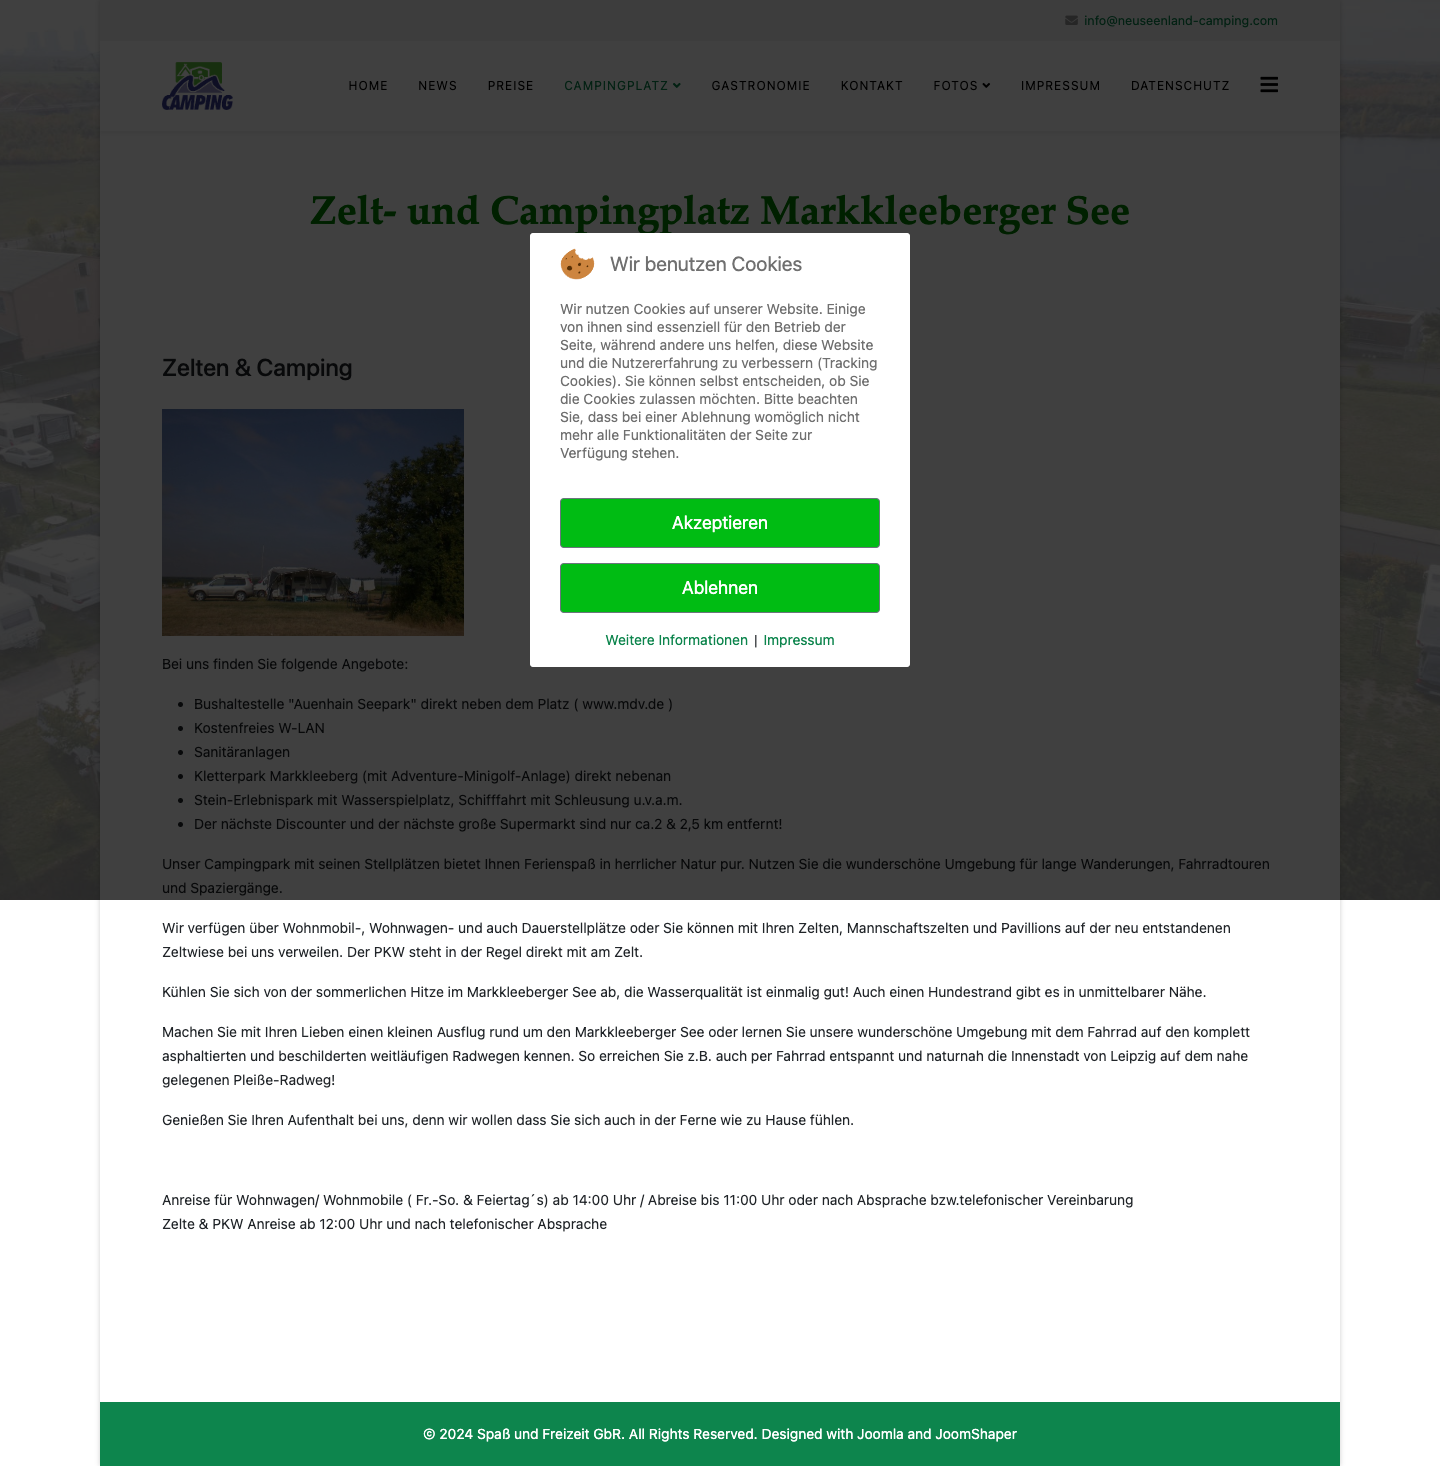 info@neuseenland-camping.com
CAMPING
HOME NEWS PREISE CAMPINGPLATZ GASTRONOMIE KONTAKT FOTOS IMPRESSUM DATENSCHUTZ
Zelt- und Campingplatz Markkleeberger See
Wir benutzen Cookies
Wir nutzen Cookies auf unserer Website. Einige
von ihnen sind essenziell für den Betrieb der
Seite, während andere uns helfen, diese Website
und die Nutzererfahrung zu verbessern (Tracking
Cookies). Sie können selbst entscheiden, ob Sie
die Cookies zulassen möchten. Bitte beachten
Sie, dass bei einer Ablehnung womöglich nicht
mehr alle Funktionalitäten der Seite zur
Verfügung stehen.
Akzeptieren
Ablehnen
Weitere Informationen | Impressum
Zelten & Camping
Bei uns finden Sie folgende Angebote:
• Bushaltestelle "Auenhain Seepark" direkt neben dem Platz ( www.mdv.de )
• Kostenfreies W-LAN
• Sanitäranlagen
• Kletterpark Markkleeberg (mit Adventure-Minigolf-Anlage) direkt nebenan
• Stein-Erlebnispark mit Wasserspielplatz, Schifffahrt mit Schleusung u.v.a.m.
• Der nächste Discounter und der nächste große Supermarkt sind nur ca.2 & 2,5 km entfernt!
Unser Campingpark mit seinen Stellplätzen bietet Ihnen Ferienspaß in herrlicher Natur pur. Nutzen Sie die wunderschöne Umgebung für lange Wanderungen, Fahrradtouren
und Spaziergänge.
Wir verfügen über Wohnmobil-, Wohnwagen- und auch Dauerstellplätze oder Sie können mit Ihren Zelten, Mannschaftszelten und Pavillions auf der neu entstandenen
Zeltwiese bei uns verweilen. Der PKW steht in der Regel direkt mit am Zelt.
Kühlen Sie sich von der sommerlichen Hitze im Markkleeberger See ab, die Wasserqualität ist einmalig gut! Auch einen Hundestrand gibt es in unmittelbarer Nähe.
Machen Sie mit Ihren Lieben einen kleinen Ausflug rund um den Markkleeberger See oder lernen Sie unsere wunderschöne Umgebung mit dem Fahrrad auf den komplett
asphaltierten und beschilderten weitläufigen Radwegen kennen. So erreichen Sie z.B. auch per Fahrrad entspannt und naturnah die Innenstadt von Leipzig auf dem nahe
gelegenen Pleiße-Radweg!
Genießen Sie Ihren Aufenthalt bei uns, denn wir wollen dass Sie sich auch in der Ferne wie zu Hause fühlen.
Anreise für Wohnwagen/ Wohnmobile ( Fr.-So. & Feiertag´s) ab 14:00 Uhr / Abreise bis 11:00 Uhr oder nach Absprache bzw.telefonischer Vereinbarung
Zelte & PKW Anreise ab 12:00 Uhr und nach telefonischer Absprache
© 2024 Spaß und Freizeit GbR. All Rights Reserved. Designed with Joomla and JoomShaper